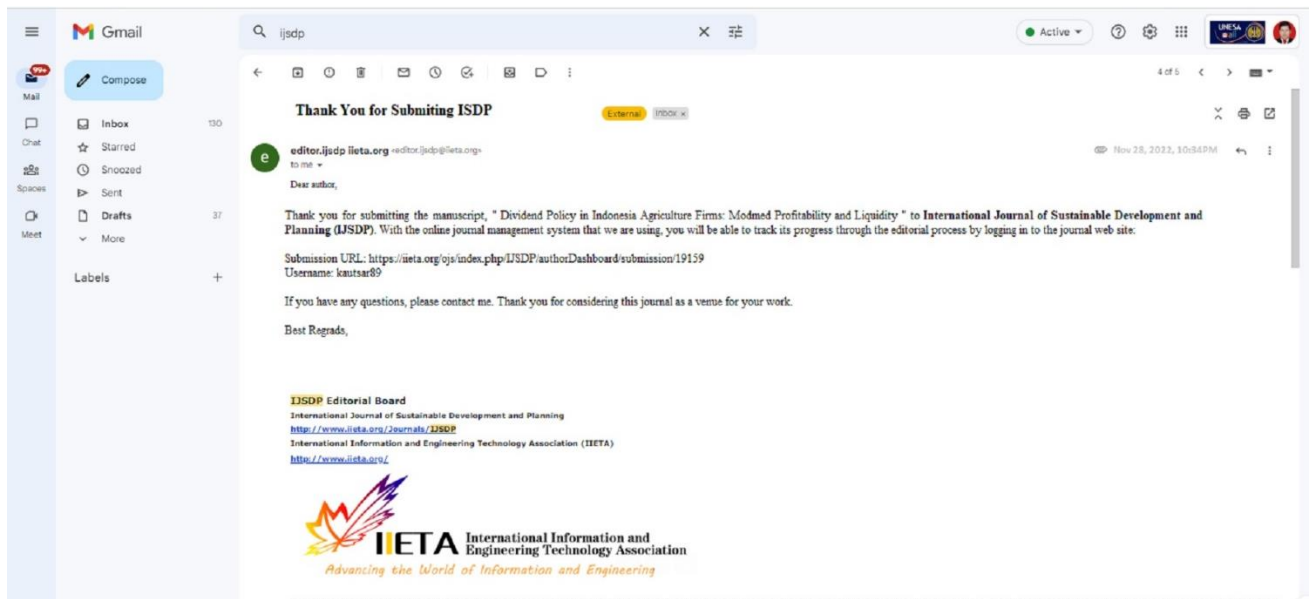 Gmail
ijsdp
Active
UNESA
99+
Mail
Compose
4 of 5
Chat
Inbox 130
Starred
Spaces
Snoozed
Sent
Meet
Drafts 37
More
Labels
Thank You for Submiting ISDP External Inbox x
e
editor.ijsdp iieta.org <editor.ijsdp@iieta.org> Nov 28, 2022, 10:34PM
to me
Dear author,
Thank you for submitting the manuscript, " Dividend Policy in Indonesia Agriculture Firms: Modmed Profitability and Liquidity " to International Journal of Sustainable Development and
Planning (IJSDP). With the online journal management system that we are using, you will be able to track its progress through the editorial process by logging in to the journal web site:
Submission URL: https://iieta.org/ojs/index.php/IJSDP/authorDashboard/submission/19159
Username: kautsar89
If you have any questions, please contact me. Thank you for considering this journal as a venue for your work.
Best Regrads,
IJSDP Editorial Board
International Journal of Sustainable Development and Planning
http://www.iieta.org/Journals/IJSDP
International Information and Engineering Technology Association (IIETA)
http://www.iieta.org/
IIETA International Information and
Engineering Technology Association
Advancing the World of Information and Engineering